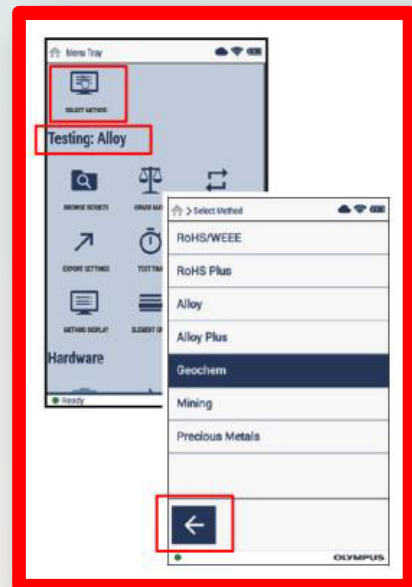 Menu Tray
SELECT METHOD
Testing: Alloy
BROWSE RESULTS
EXPORT SETTINGS
METHOD DISPLAY
Hardware
Ready
> Select Method
RoHS/WEEE
RoHS Plus
Alloy
Alloy Plus
Geochem
Mining
Precious Metals
OLYMPUS